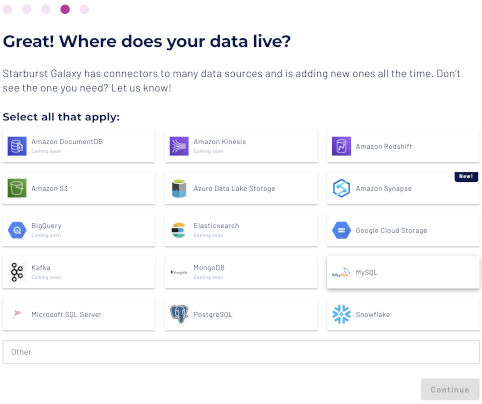 Great! Where does your data live?
Starburst Galaxy has connectors to many data sources and is adding new ones all the time. Don't
see the one you need? Let us know!
Select all that apply:
Amazon DocumentDB
Coming soon
Amazon Kinesis
Coming soon
Amazon Redshift
Amazon S3
Azure Data Lake Storage
New!
Amazon Synapse
BigQuery
Coming soon
Elasticsearch
Coming soon
Google Cloud Storage
Kafka
Coming soon
MongoDB
Coming soon
MySQL
Microsoft SQL Server
PostgreSQL
Snowflake
Other
Continue